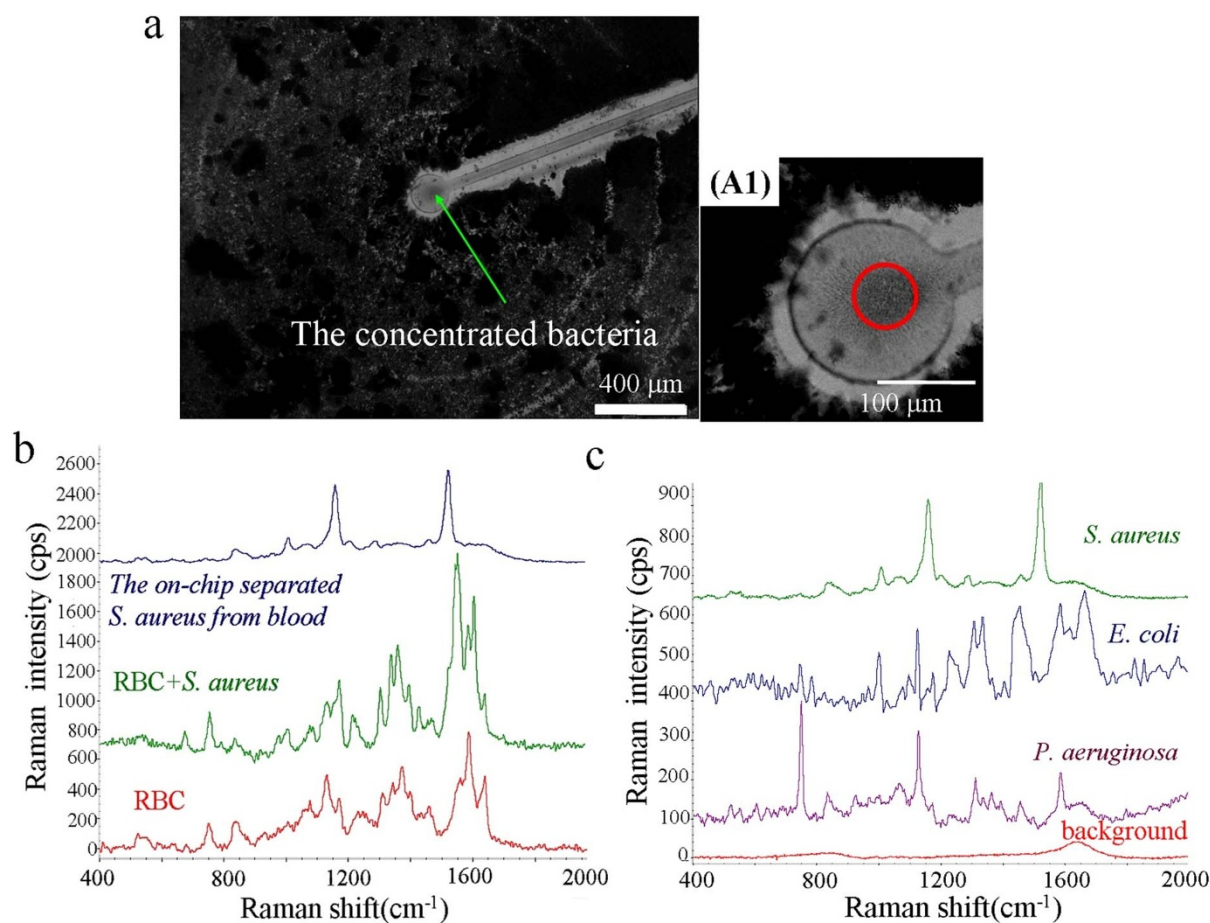 a
The concentrated bacteria
400 μm
(A1)
100 μm
b
2600
2400
2200
2000
1800
1600
1400
1200
1000
800
600
400
200
0
Raman intensity (cps)
The on-chip separated
S. aureus from blood
RBC+S. aureus
RBC
400
800
1200
1600
2000
Raman shift(cm⁻¹)
c
900
700
600
500
400
300
200
100
0
Raman intensity (cps)
S. aureus
E. coli
P. aeruginosa
background
400
800
1200
1600
2000
Raman shift(cm⁻¹)